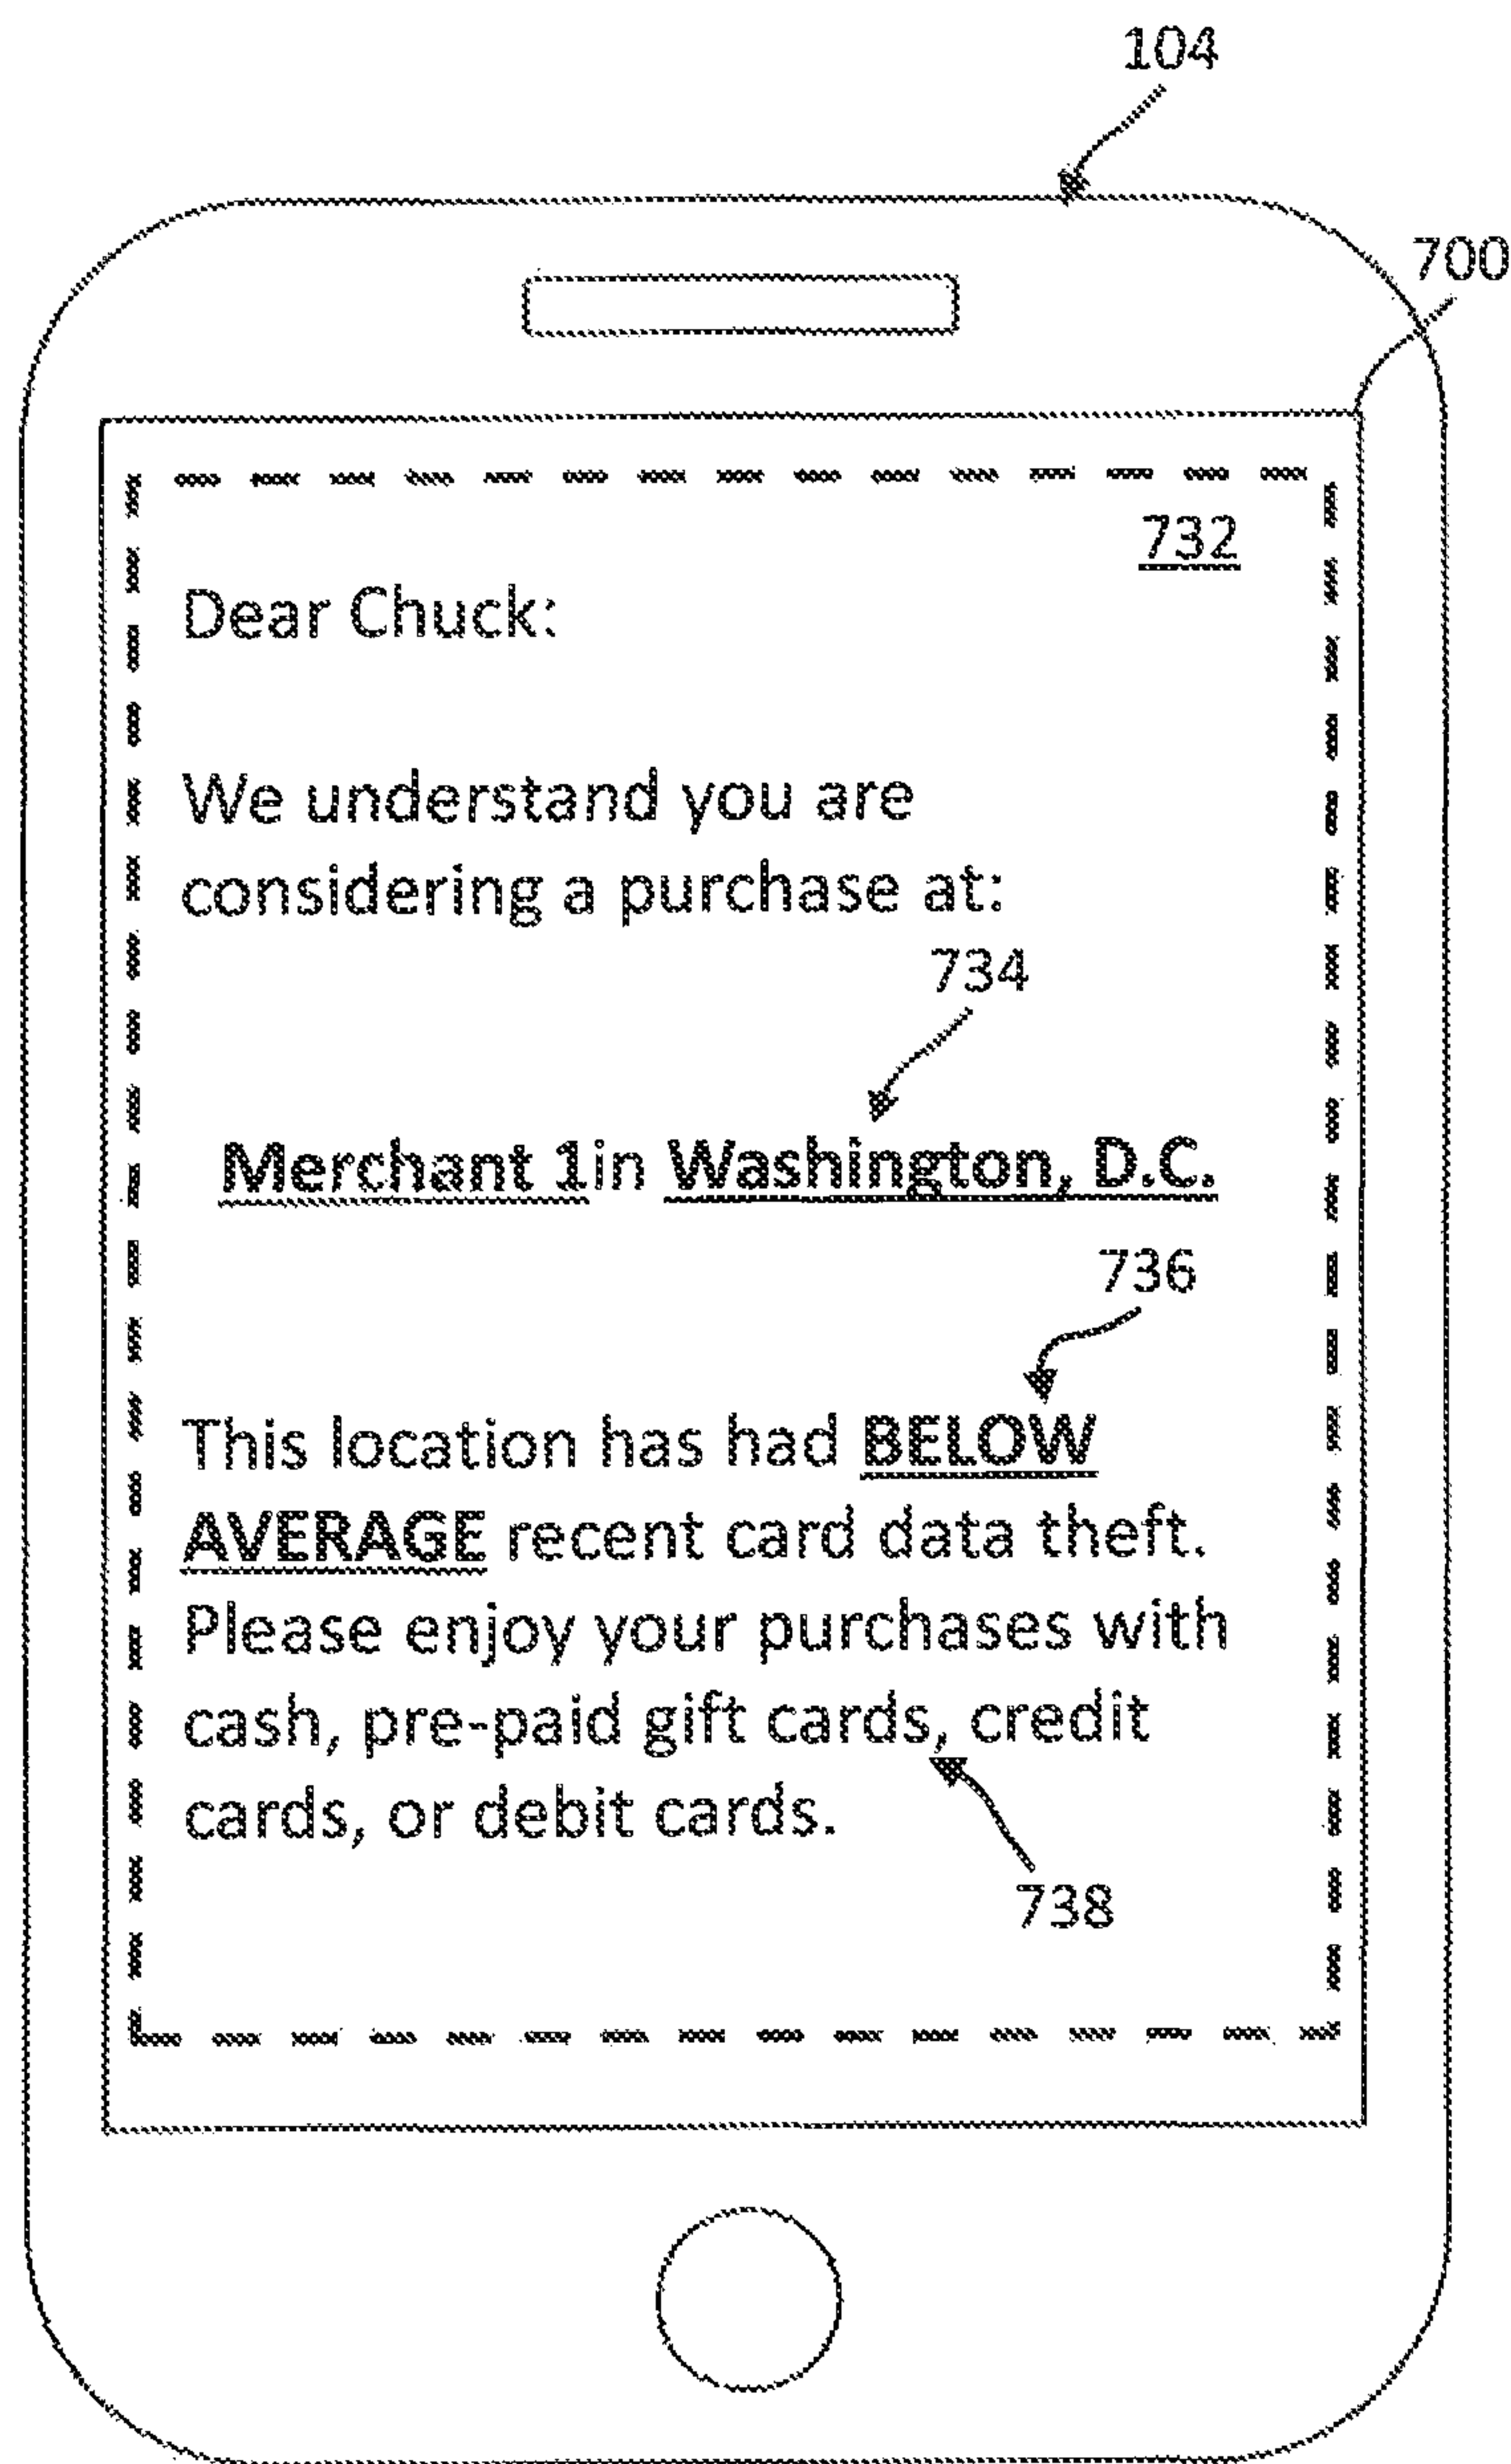 104
700
732
Dear Chuck:
We understand you are
considering a purchase at:
734
Merchant 1in Washington, D.C.
736
This location has had BELOW
AVERAGE recent card data theft.
Please enjoy your purchases with
cash, pre-paid gift cards, credit
cards, or debit cards.
738